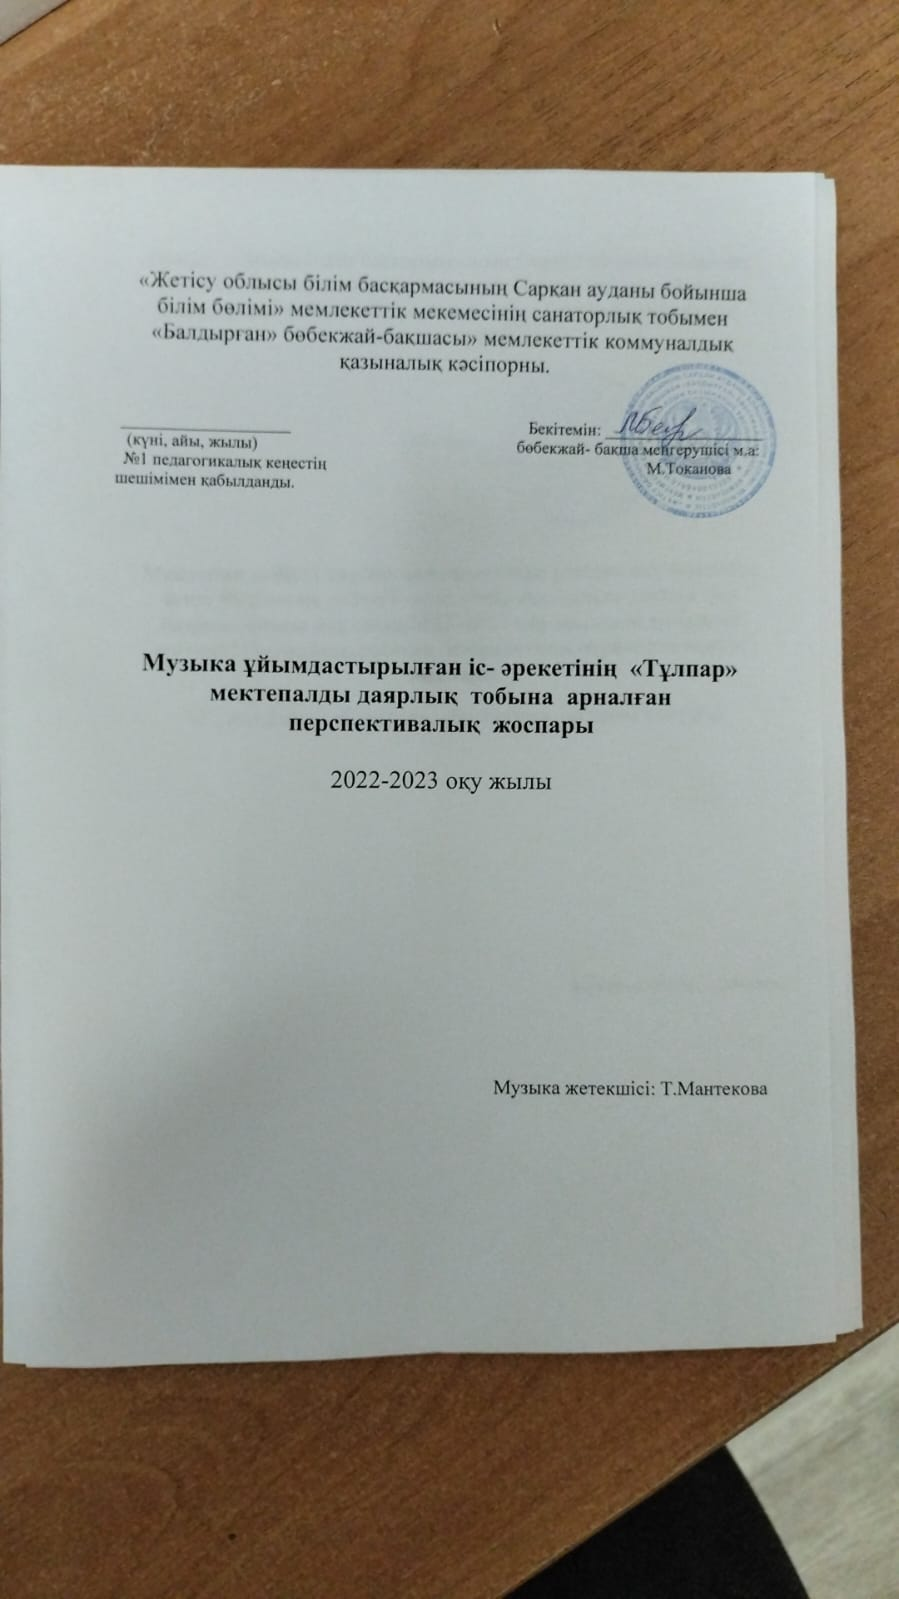 «Жетісу облысы білім басқармасының Сарқан ауданы бойынша
білім бөлімі» мемлекеттік мекемесінің санаторлық тобымен
«Балдырған» бөбекжай-бақшасы» мемлекеттік коммуналдық
қазыналық кәсіпорны.
(күні, айы, жылы)
№1 педагогикалық кеңестің
шешімімен қабылданды.
Бекітемін:
бөбекжай- бақша меңгерушісі м.а:
М.Токанова
Музыка ұйымдастырылған іс- әрекетінің «Тұлпар»
мектепалды даярлық тобына арналған
перспективалық жоспары
2022-2023 оқу жылы
Музыка жетекшісі: Т.Мантекова